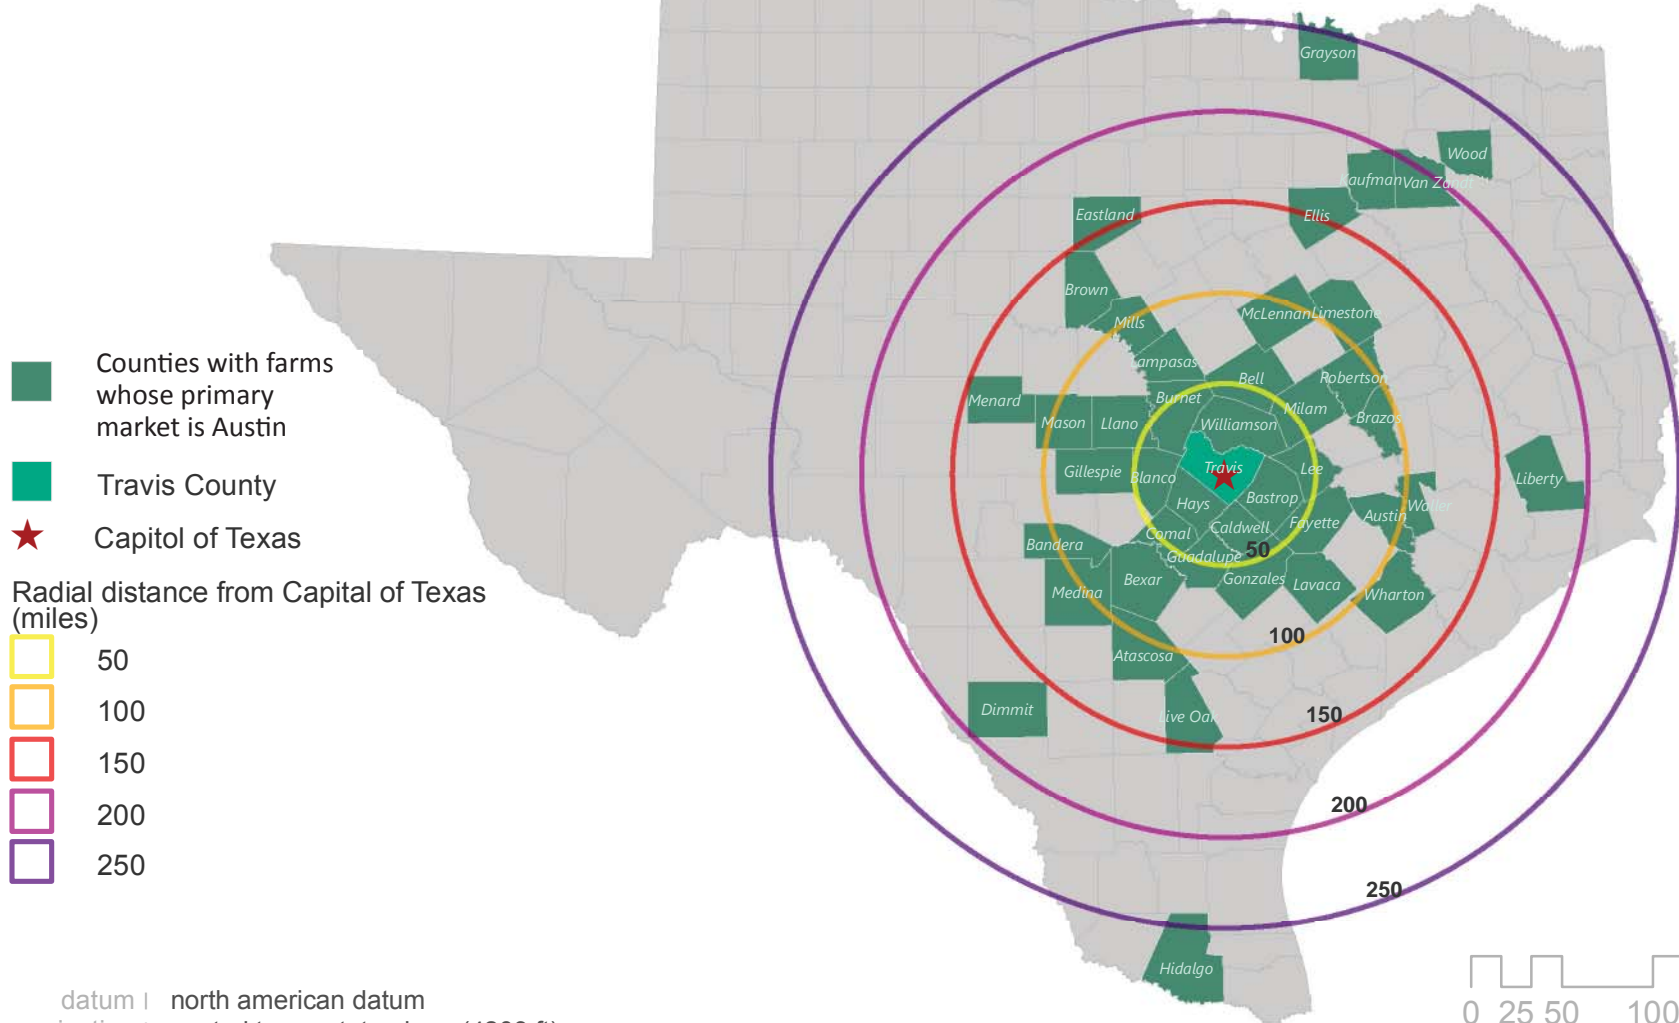 Grayson
Wood
Kaufman
Van Zandt
Ellis
Eastland
Brown
McLennan
Limestone
Mills
Lampasas
Bell
Robertson
Menard
Burnet
Milam
Brazos
Mason
Llano
Williamson
Travis
Lee
Gillespie
Blanco
Liberty
Hays
Bastrop
Waller
Austin
Fayette
Comal
Caldwell
Bandera
50
Guadalupe
Bexar
Gonzales
Lavaca
Medina
Wharton
100
Atascosa
Dimmit
Live Oak
150
200
250
Hidalgo
Counties with farms
whose primary
market is Austin
Travis County
Capitol of Texas
Radial distance from Capital of Texas
(miles)
50
100
150
200
250
datum | north american datum
0 25 50 100